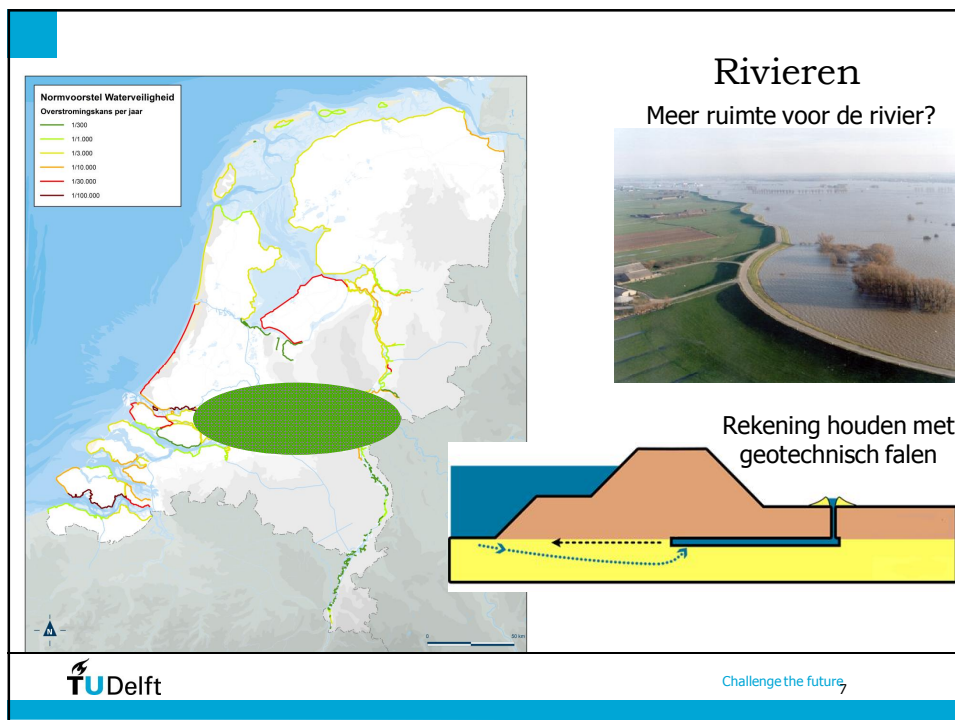 Rivieren
Meer ruimte voor de rivier?
Normvoorstel Waterveiligheid
Overstromingskans per jaar
1/300
1/1.000
1/3.000
1/10.000
1/30.000
1/100.000
Rekening houden met
geotechnisch falen
N
0 60 km
TUDelft
Challenge the future
7